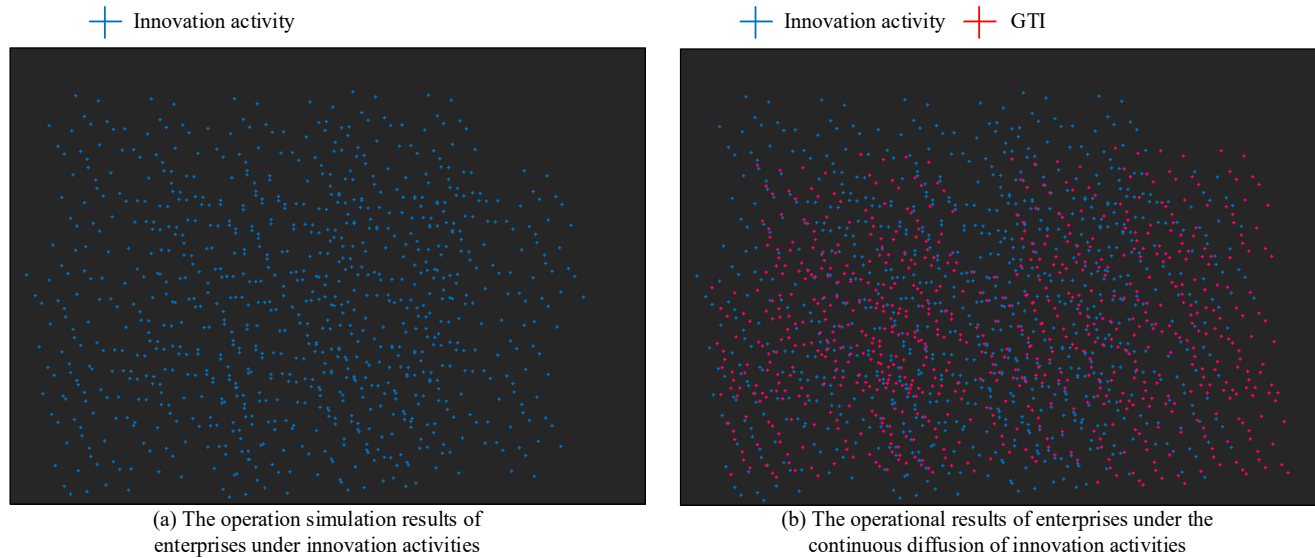 Innovation activity
Innovation activity GTI
(a) The operation simulation results of
enterprises under innovation activities
(b) The operational results of enterprises under the
continuous diffusion of innovation activities